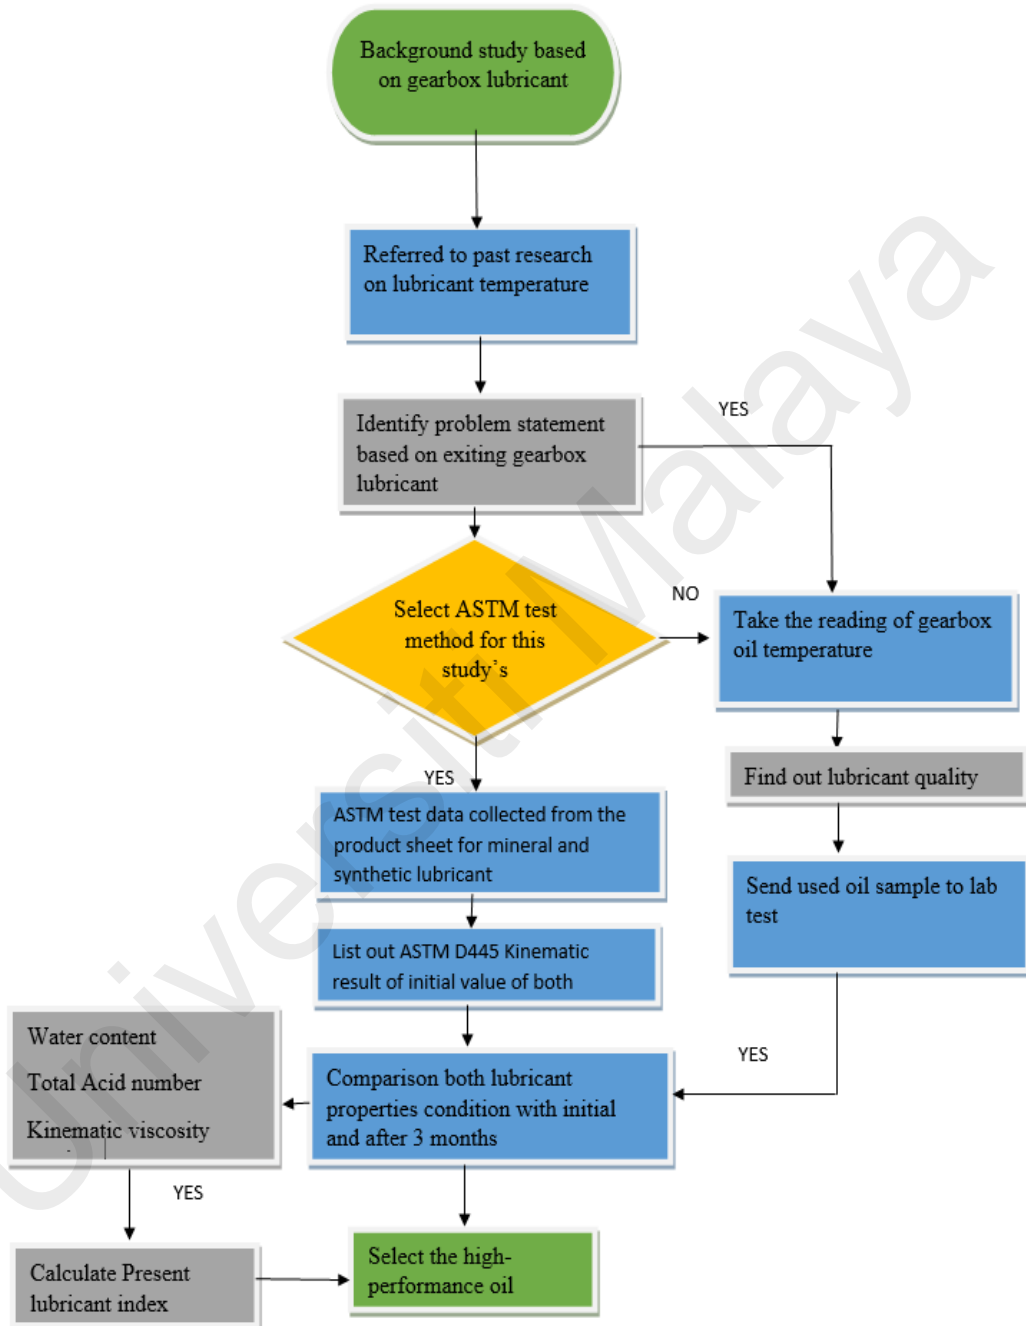 Background study based
on gearbox lubricant
Referred to past research
on lubricant temperature
Identify problem statement
based on exiting gearbox
lubricant
YES
Select ASTM test
method for this
study's
NO
Take the reading of gearbox
oil temperature
YES
Find out lubricant quality
ASTM test data collected from the
product sheet for mineral and
synthetic lubricant
Send used oil sample to lab
test
List out ASTM D445 Kinematic
result of initial value of both
YES
Water content
Total Acid number
Kinematic viscosity
Comparison both lubricant
properties condition with initial
and after 3 months
YES
Calculate Present
lubricant index
Select the high-
performance oil
Universiti Malaya